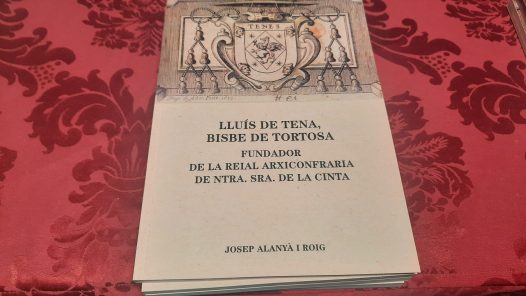 TENES
LLUÍS DE TENA,
BISBE DE TORTOSA
FUNDADOR
DE LA REIAL ARXICONFRARIA
DE NTRA. SRA. DE LA CINTA
JOSEP ALANYÀ I ROIG